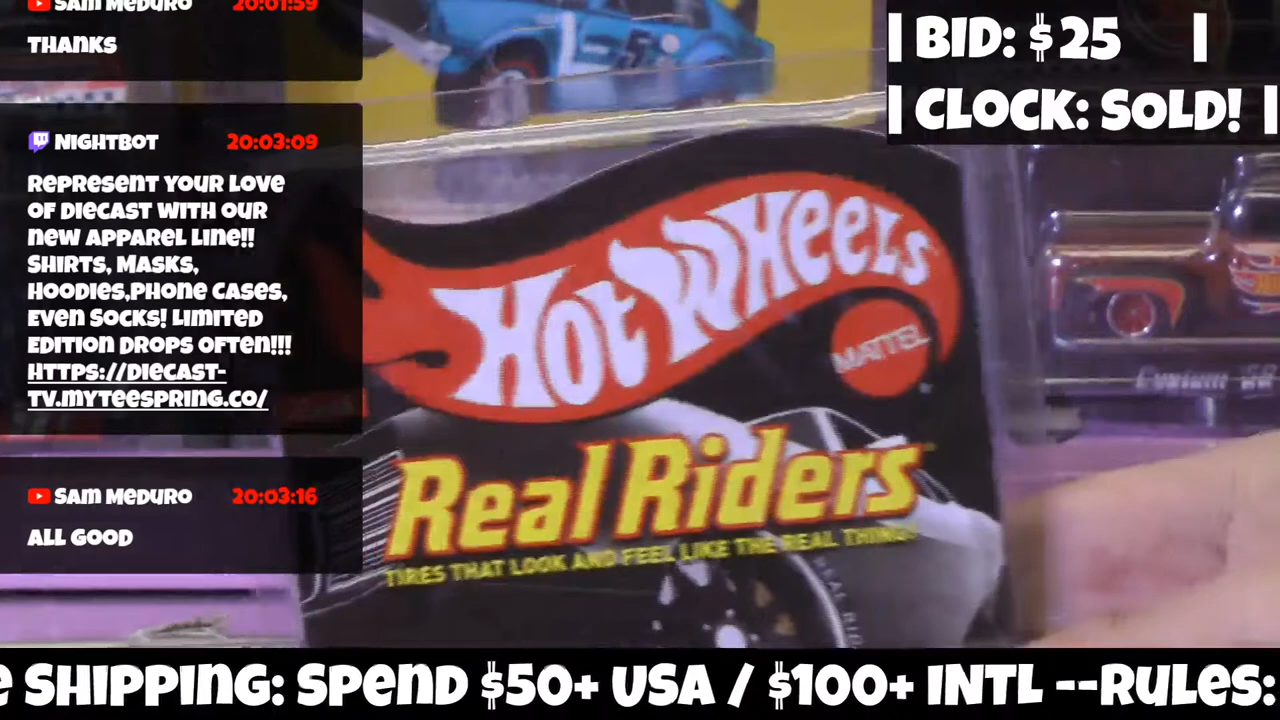 Sam Meduro 20:01:59
THANKS
NIGHTBOT 20:03:09
REPRESENT YOUR LOVE
OF DIECAST WITH OUR
NEW APPAREL LINE!!
SHIRTS, MASKS,
HOODIES,PHONE CASES,
EVEN SOCKS! LIMITED
EDITION DROPS OFTEN!!!
HTTPS://DIECAST-
TV.MYTEESPRING.CO/
Sam Meduro 20:03:16
ALL GOOD
| BID: $25 |
| CLOCK: SOLD! |
Hot Wheels
MATTEL
Real Riders
TIRES THAT LOOK AND FEEL LIKE THE REAL THING!
Custom '56
SHIPPING: SPEND $50+ USA / $100+ INTL --RULES: